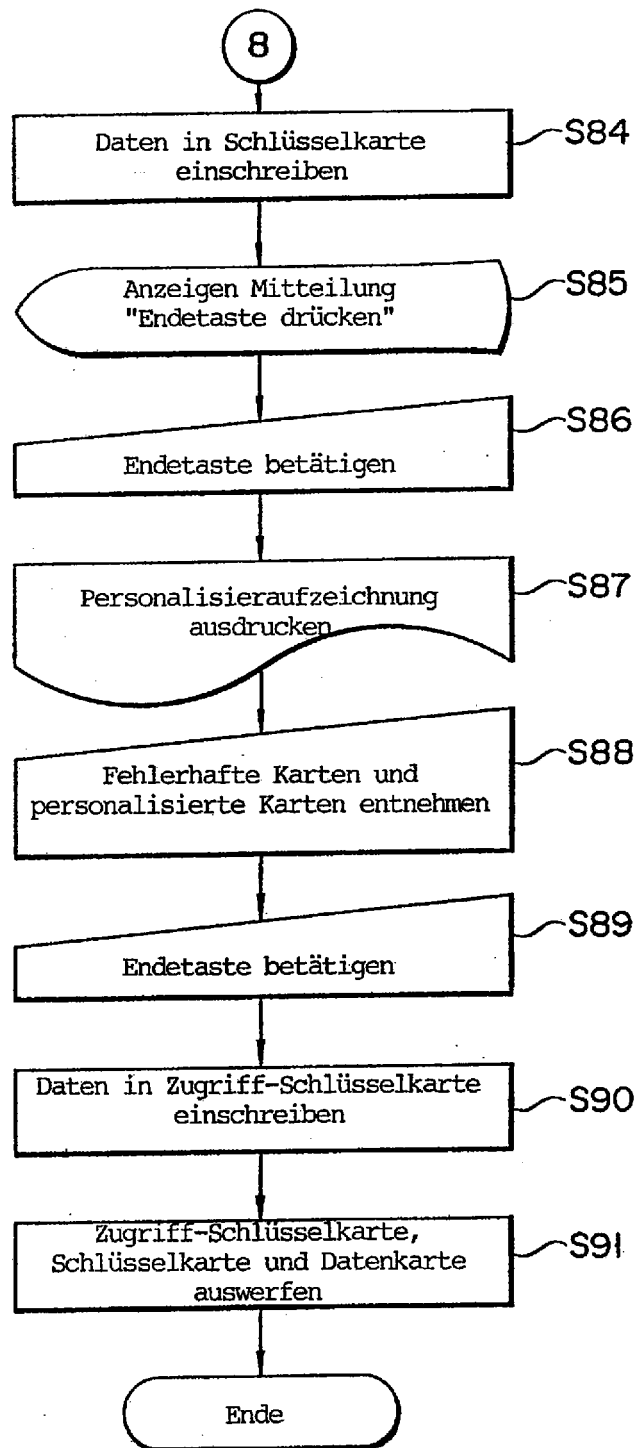 8
Daten in Schlüsselkarte
einschreiben
S84
Anzeigen Mitteilung
"Endetaste drücken"
S85
Endetaste betätigen
S86
Personalisieraufzeichnung
ausdrucken
S87
Fehlerhafte Karten und
personalisierte Karten entnehmen
S88
Endetaste betätigen
S89
Daten in Zugriff-Schlüsselkarte
einschreiben
S90
Zugriff-Schlüsselkarte,
Schlüsselkarte und Datenkarte
auswerfen
S91
Ende